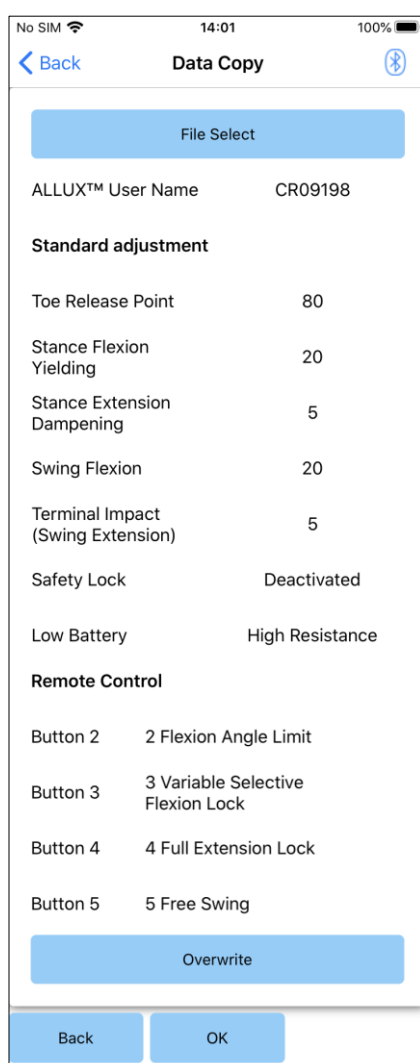 No SIM 14:01 100%
Back Data Copy
File Select
ALLUX™ User Name CR09198
Standard adjustment
Toe Release Point 80
Stance Flexion
Yielding 20
Stance Extension
Dampening 5
Swing Flexion 20
Terminal Impact
(Swing Extension) 5
Safety Lock Deactivated
Low Battery High Resistance
Remote Control
Button 2 2 Flexion Angle Limit
Button 3 3 Variable Selective
Flexion Lock
Button 4 4 Full Extension Lock
Button 5 5 Free Swing
Overwrite
Back OK